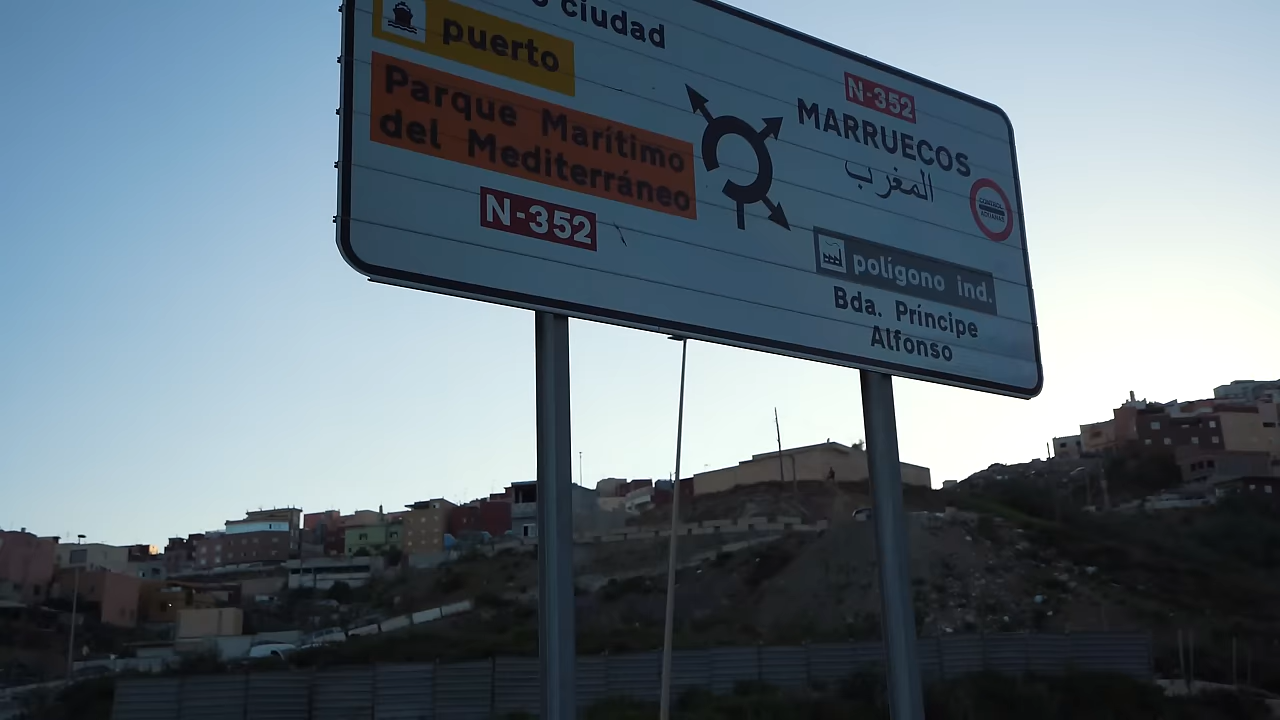 ciudad
puerto
Parque Marítimo
del Mediterráneo
N-352
N-352
MARRUECOS
المغرب
polígono ind.
Bda. Príncipe
Alfonso